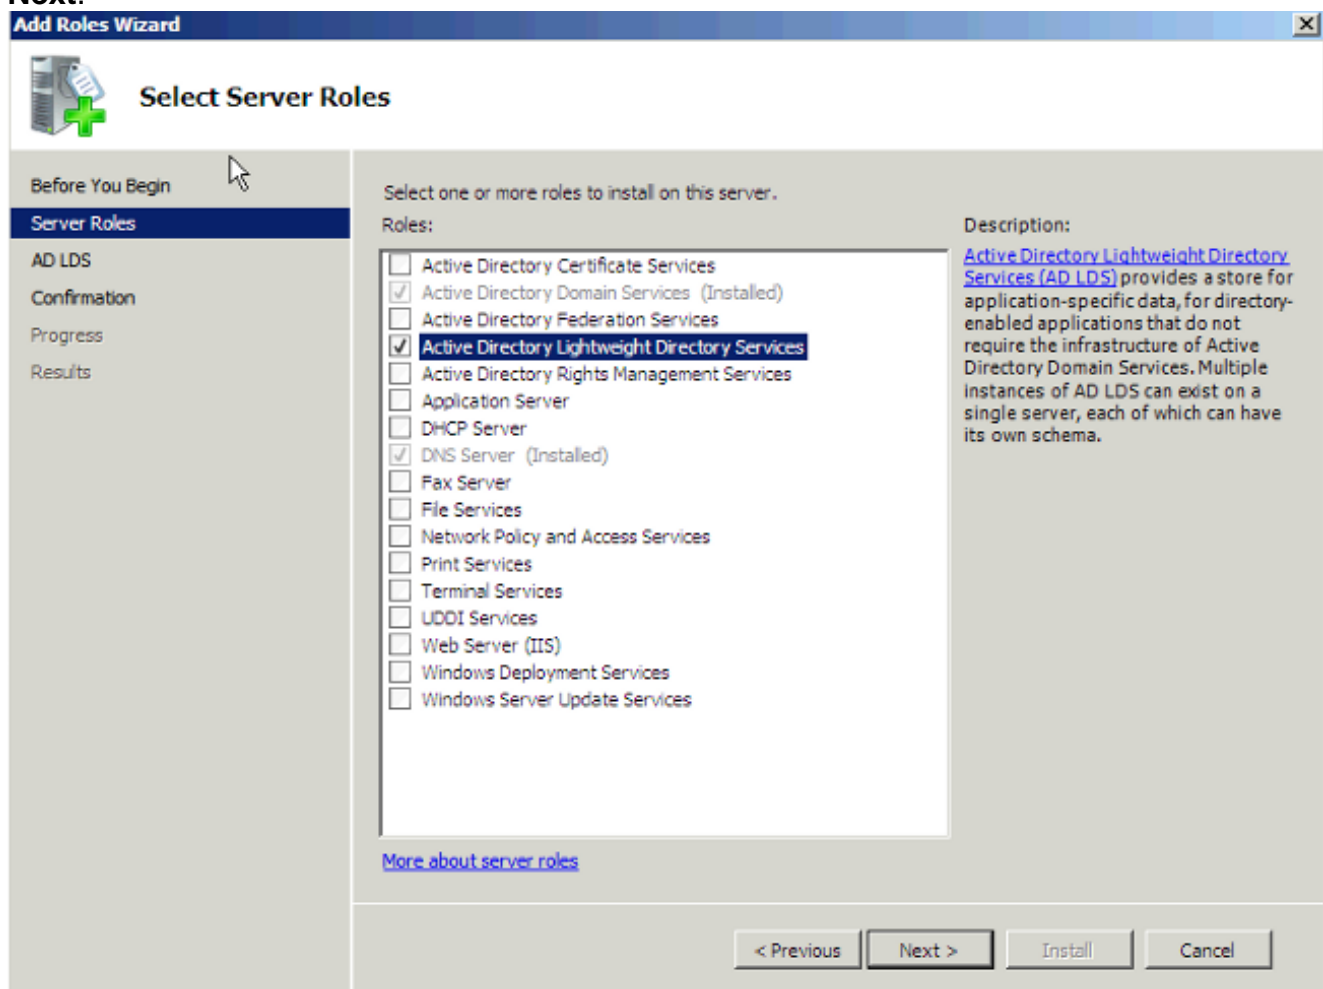 Next.
Add Roles Wizard
Select Server Roles
Before You Begin
Server Roles
AD LDS
Confirmation
Progress
Results
Select one or more roles to install on this server.
Roles:
Active Directory Certificate Services
Active Directory Domain Services (Installed)
Active Directory Federation Services
Active Directory Lightweight Directory Services
Active Directory Rights Management Services
Application Server
DHCP Server
DNS Server (Installed)
Fax Server
File Services
Network Policy and Access Services
Print Services
Terminal Services
UDDI Services
Web Server (IIS)
Windows Deployment Services
Windows Server Update Services
More about server roles
Description:
Active Directory Lightweight Directory
Services (AD LDS) provides a store for
application-specific data, for directory-
enabled applications that do not
require the infrastructure of Active
Directory Domain Services. Multiple
instances of AD LDS can exist on a
single server, each of which can have
its own schema.
< Previous
Next >
Install
Cancel